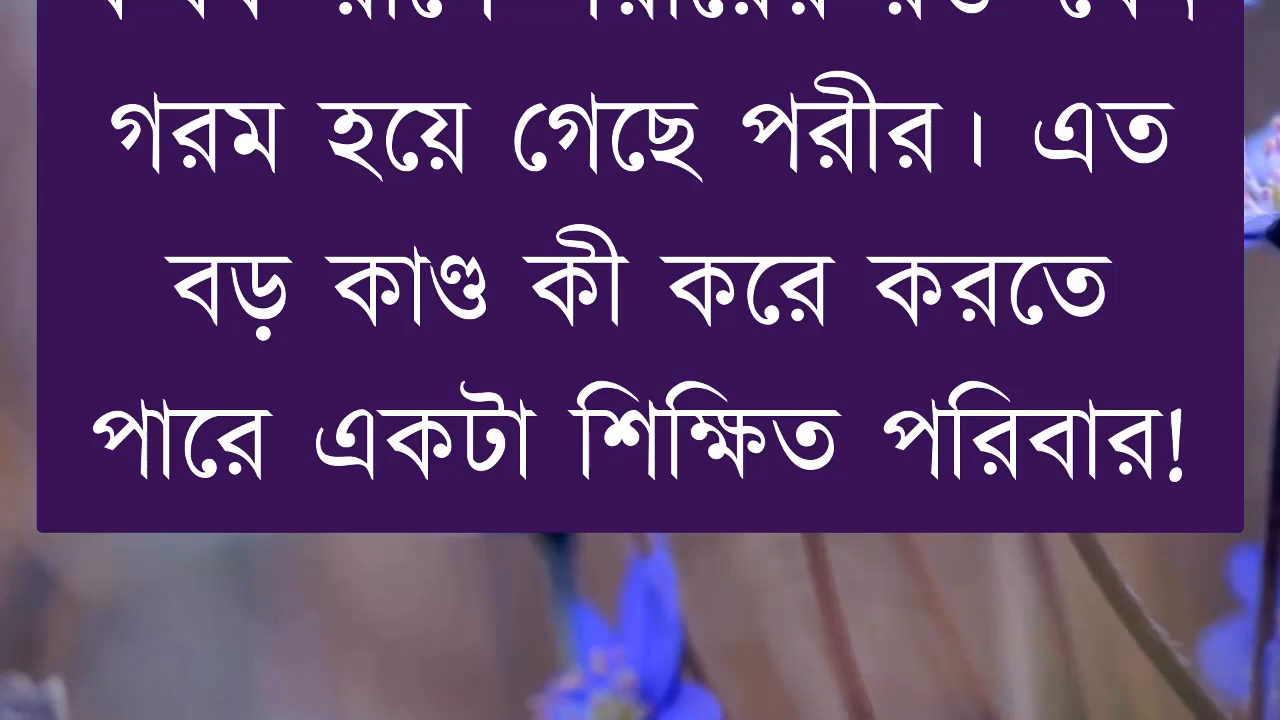 গরম হয়ে গেছে পরীর। এত
বড় কাণ্ড কী করে করতে
পারে একটা শিক্ষিত পরিবার!